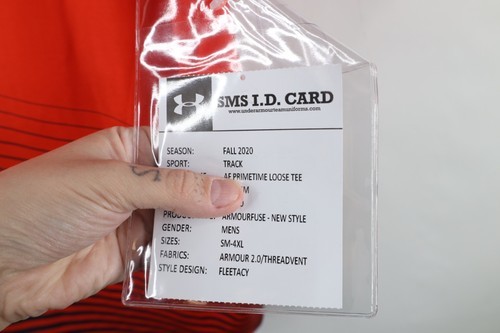 SMS I.D. CARD
www.underarmourteamuniforms.com
SEASON: FALL 2020
SPORT: TRACK
AF PRIMETIME LOOSE TEE
ARMOURFUSE - NEW STYLE
GENDER: MENS
SIZES: SM-4XL
FABRICS: ARMOUR 2.0/THREADVENT
STYLE DESIGN: FLEETACY